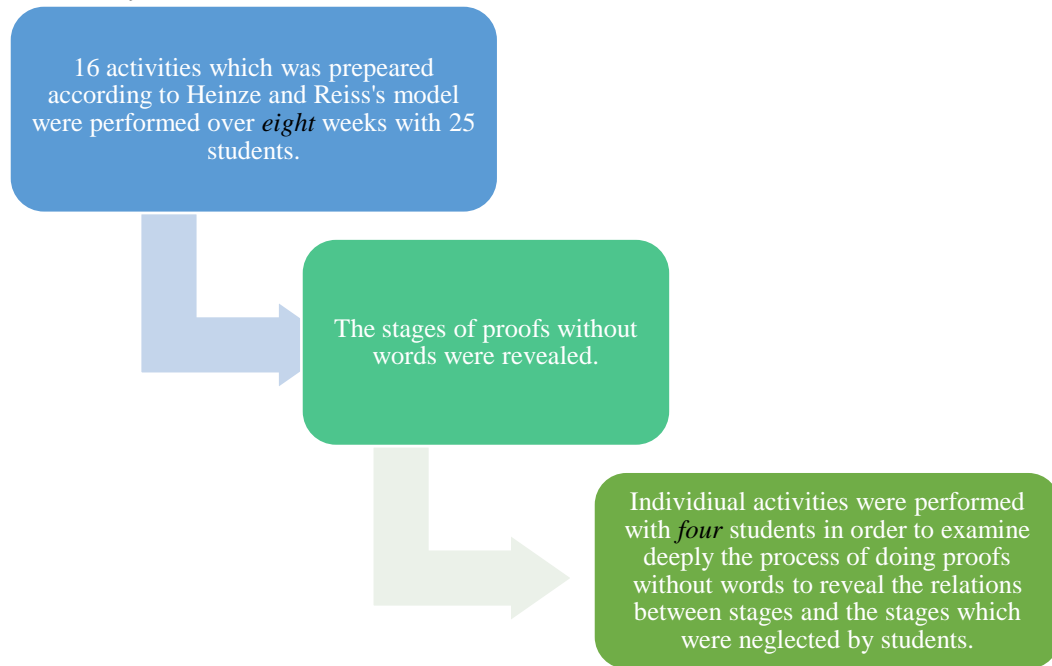 16 activities which was prepeared
according to Heinze and Reiss's model
were performed over eight weeks with 25
students.
The stages of proofs without
words were revealed.
Individiual activities were performed
with four students in order to examine
deeply the process of doing proofs
without words to reveal the relations
between stages and the stages which
were neglected by students.